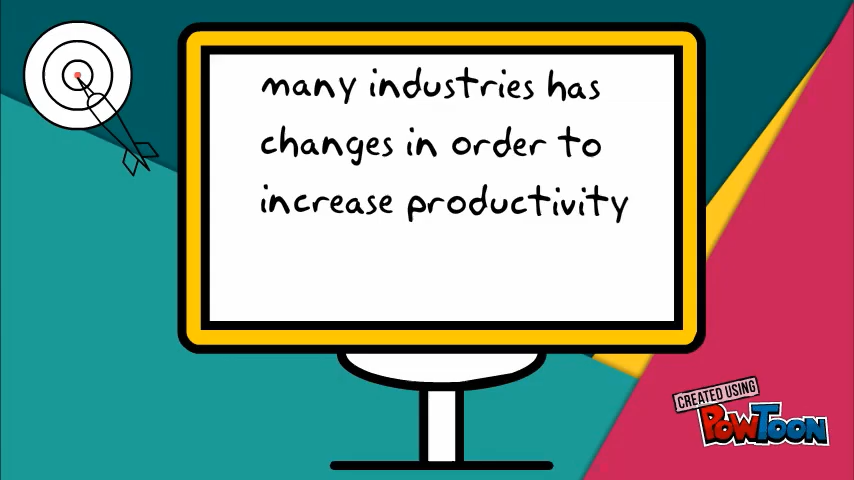 many industries has
changes in order to
increase productivity
CREATED USING
POWTOON